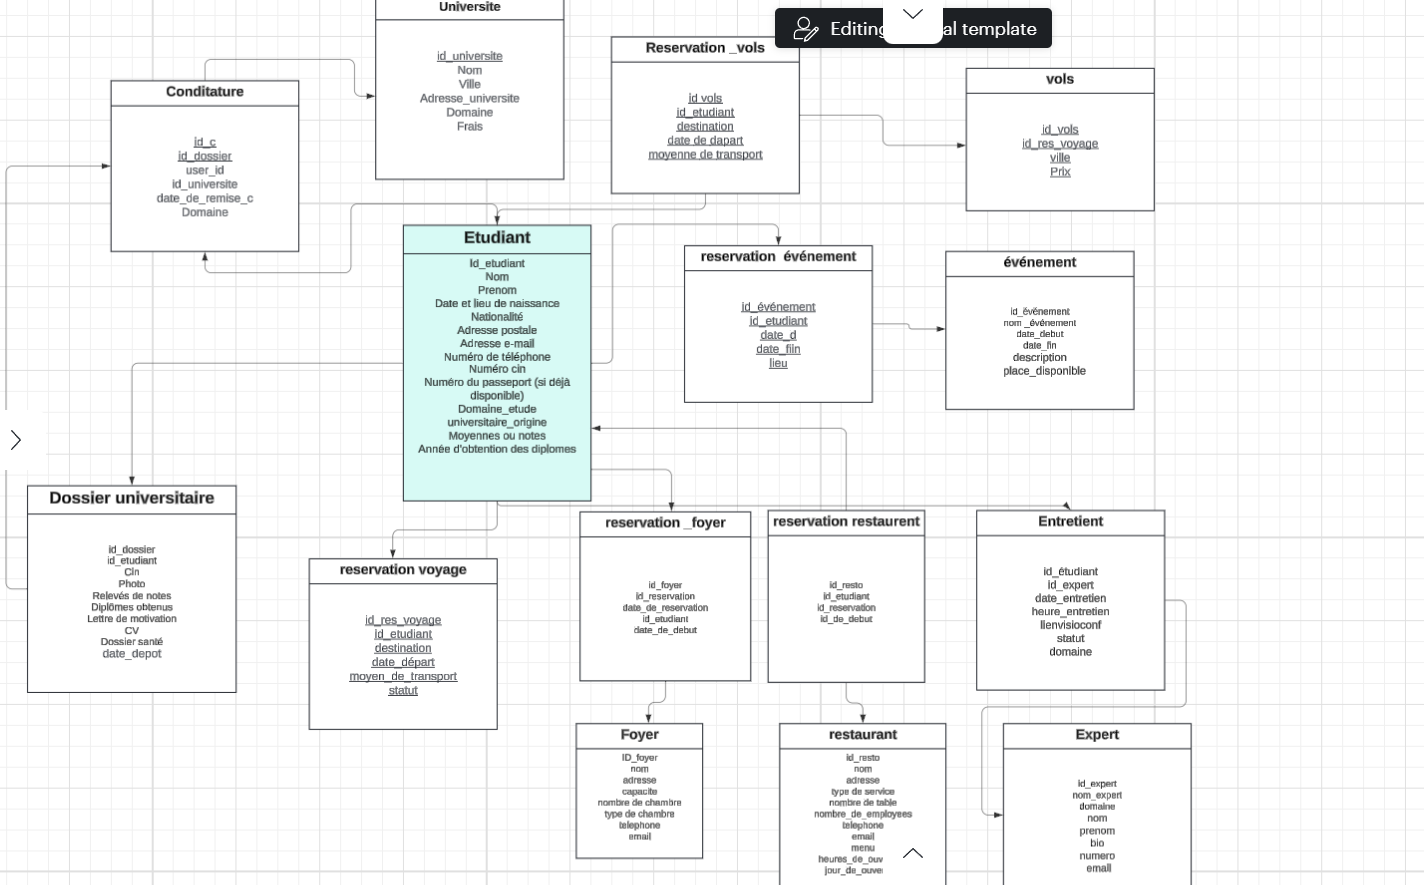 Universite
id_universite
Nom
Ville
Adresse_universite
Domaine
Frais
Reservation _vols
id vols
id_etudiant
destination
date de dapart
moyenne de transport
Editing al template
vols
id_vols
id_res_voyage
ville
Prix
Conditature
id_c
id_dossier
user_id
id_universite
date_de_remise_c
Domaine
Etudiant
Id_etudiant
Nom
Prenom
Date et lieu de naissance
Nationalité
Adresse postale
Adresse e-mail
Numéro de téléphone
Numéro cin
Numéro du passeport (si déjà
disponible)
Domaine_etude
universitaire_origine
Moyennes ou notes
Année d'obtention des diplomes
reservation événement
id_événement
id_etudiant
date_d
date_fiin
lieu
événement
id_événement
nom _événement
date_debut
date_fin
description
place_disponible
Dossier universitaire
id_dossier
id_etudiant
Cin
Photo
Relevés de notes
Diplômes obtenus
Lettre de motivation
CV
Dossier santé
date_depot
reservation voyage
id_res_voyage
id_etudiant
destination
date_départ
moyen_de_transport
statut
reservation _foyer
id_foyer
id_reservation
date_de_reservation
id_etudiant
date_de_debut
reservation restaurent
id_resto
id_etudiant
id_reservation
id_de_debut
Entretient
id_étudiant
id_expert
date_entretien
heure_entretien
lienvisioconf
statut
domaine
Foyer
ID_foyer
nom
adresse
capacite
nombre de chambre
type de chambre
telephone
email
restaurant
id_resto
nom
adresse
type de service
nombre de table
nombre_de_employees
telephone
email
menu
heures_de_ouv
jour_de_ouve
Expert
id_expert
nom_expert
domaine
nom
prenom
bio
numero
email